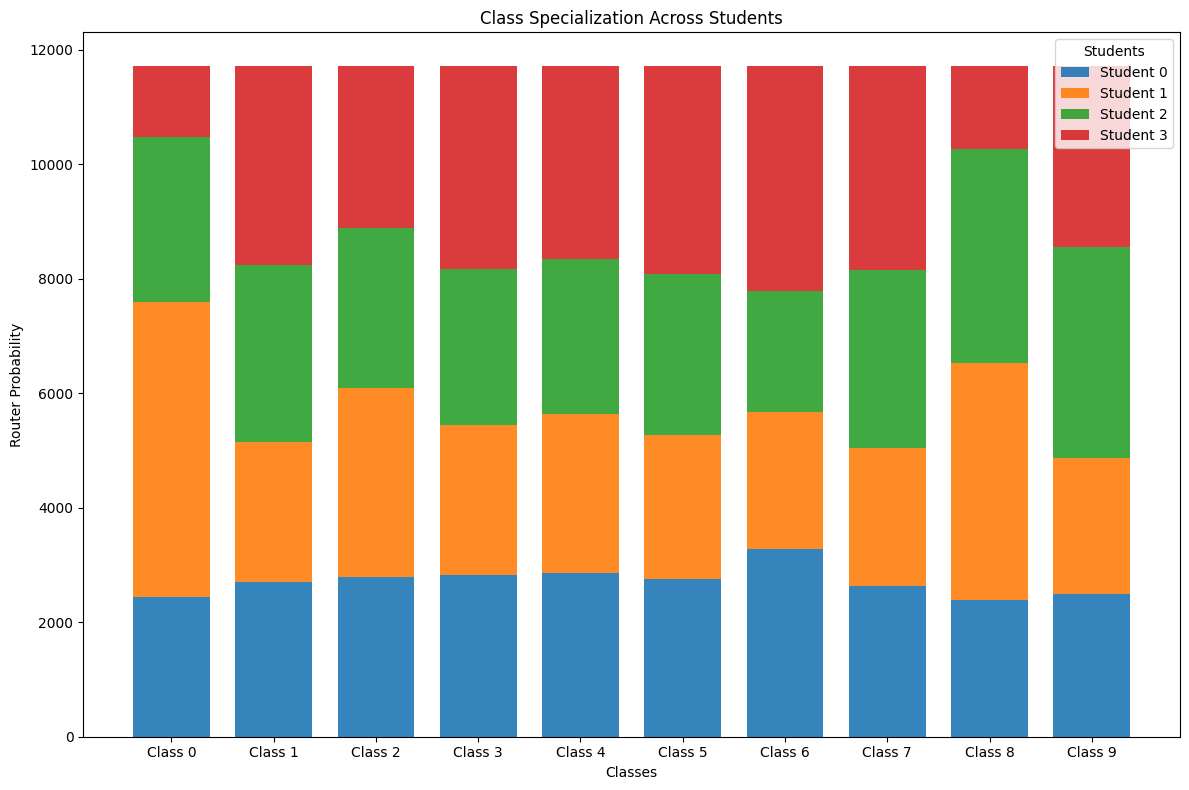 Class Specialization Across Students
12000
10000
8000
6000
4000
2000
0
Router Probability
Students
Student 0
Student 1
Student 2
Student 3
Class 0 Class 1 Class 2 Class 3 Class 4 Class 5 Class 6 Class 7 Class 8 Class 9
Classes